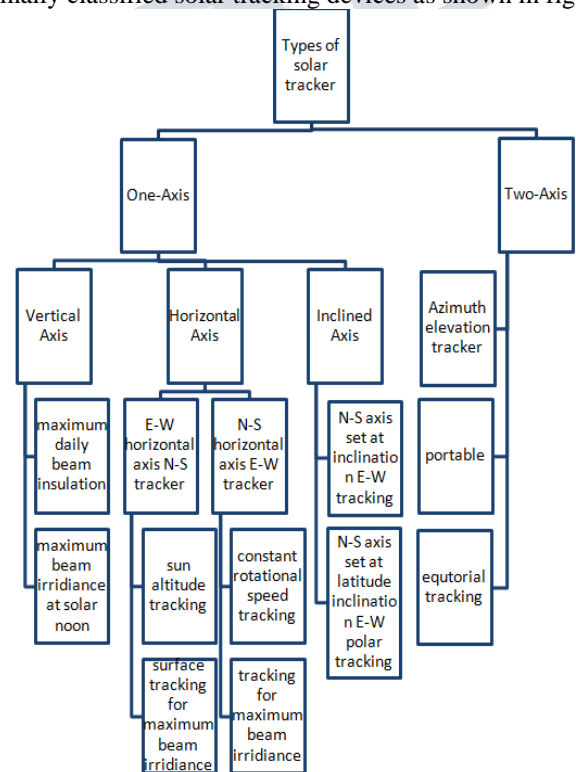 mally classified solar tracking devices as shown in fig
Types of
solar
tracker
One-Axis
Two-Axis
Vertical
Axis
Horizontal
Axis
Inclined
Axis
Azimuth
elevation
tracker
maximum
daily
beam
insulation
E-W
horizontal
axis N-S
tracker
N-S
horizontal
axis E-W
tracker
N-S axis
set at
inclinatio
n E-W
tracking
portable
maximum
beam
irridiance
at solar
noon
sun
altitude
tracking
constant
rotational
speed
tracking
N-S axis
set at
latitude
inclinatio
n E-W
polar
tracking
equtorial
tracking
surface
tracking
for
maximum
beam
irridiance
tracking
for
maximum
beam
irridiance